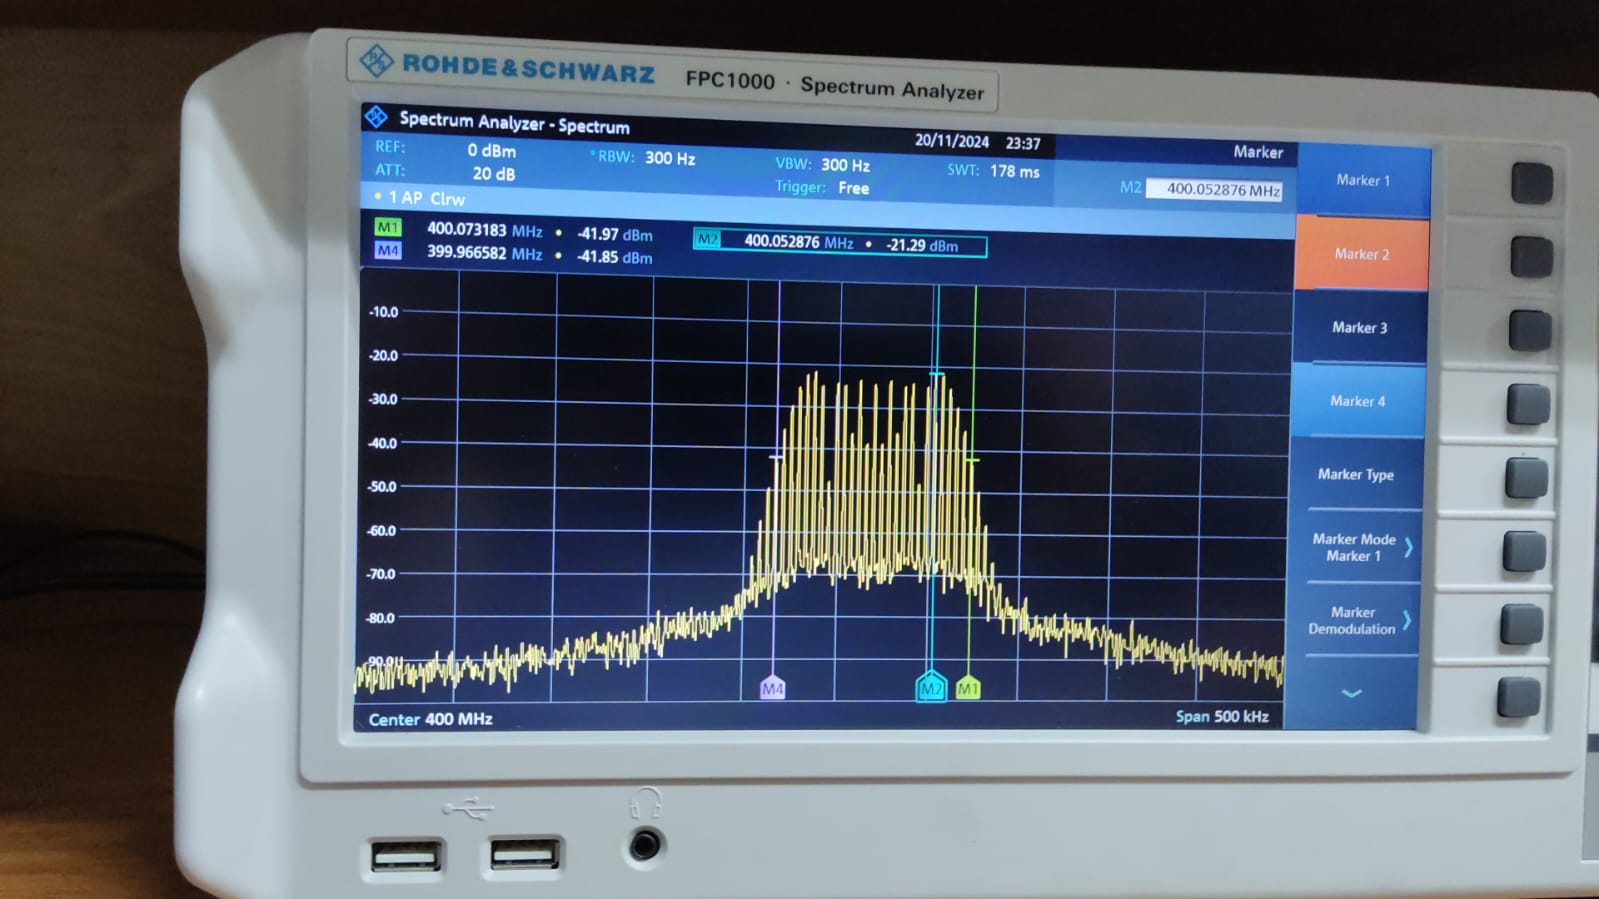 ROHDE & SCHWARZ FPC1000 · Spectrum Analyzer
Spectrum Analyzer - Spectrum
20/11/2024 23:37
Marker
REF: 0 dBm
RBW: 300 Hz
VBW: 300 Hz
SWT: 178 ms
ATT: 20 dB
Trigger: Free
M2 400.052876 MHz
1 AP Clrw
M1 400.073183 MHz • -41.97 dBm
M2 400.052876 MHz • -21.29 dBm
M4 399.966582 MHz • -41.85 dBm
-10.0
-20.0
-30.0
-40.0
-50.0
-60.0
-70.0
-80.0
-90.0
M4
M2
M1
Center 400 MHz
Span 500 kHz
Marker 1
Marker 2
Marker 3
Marker 4
Marker Type
Marker Mode
Marker 1
Marker
Demodulation